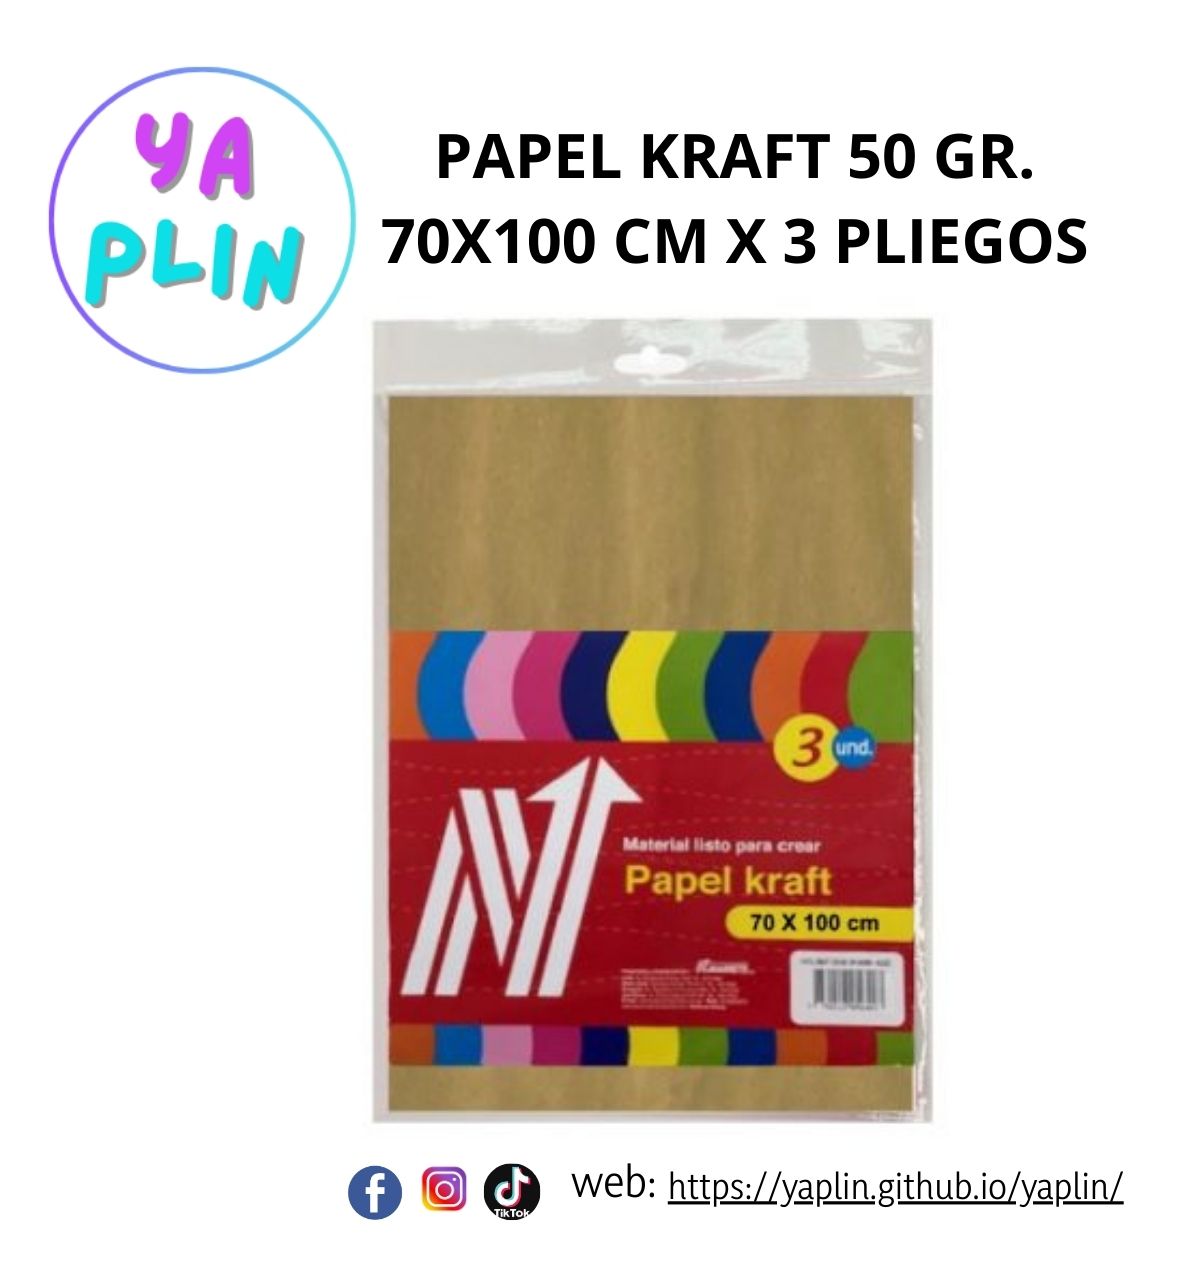 YA
PLIN
PAPEL KRAFT 50 GR.
70X100 CM X 3 PLIEGOS
3 und.
Material listo para crear
Papel kraft
70 X 100 cm
TikTok
web: https://yaplin.github.io/yaplin/